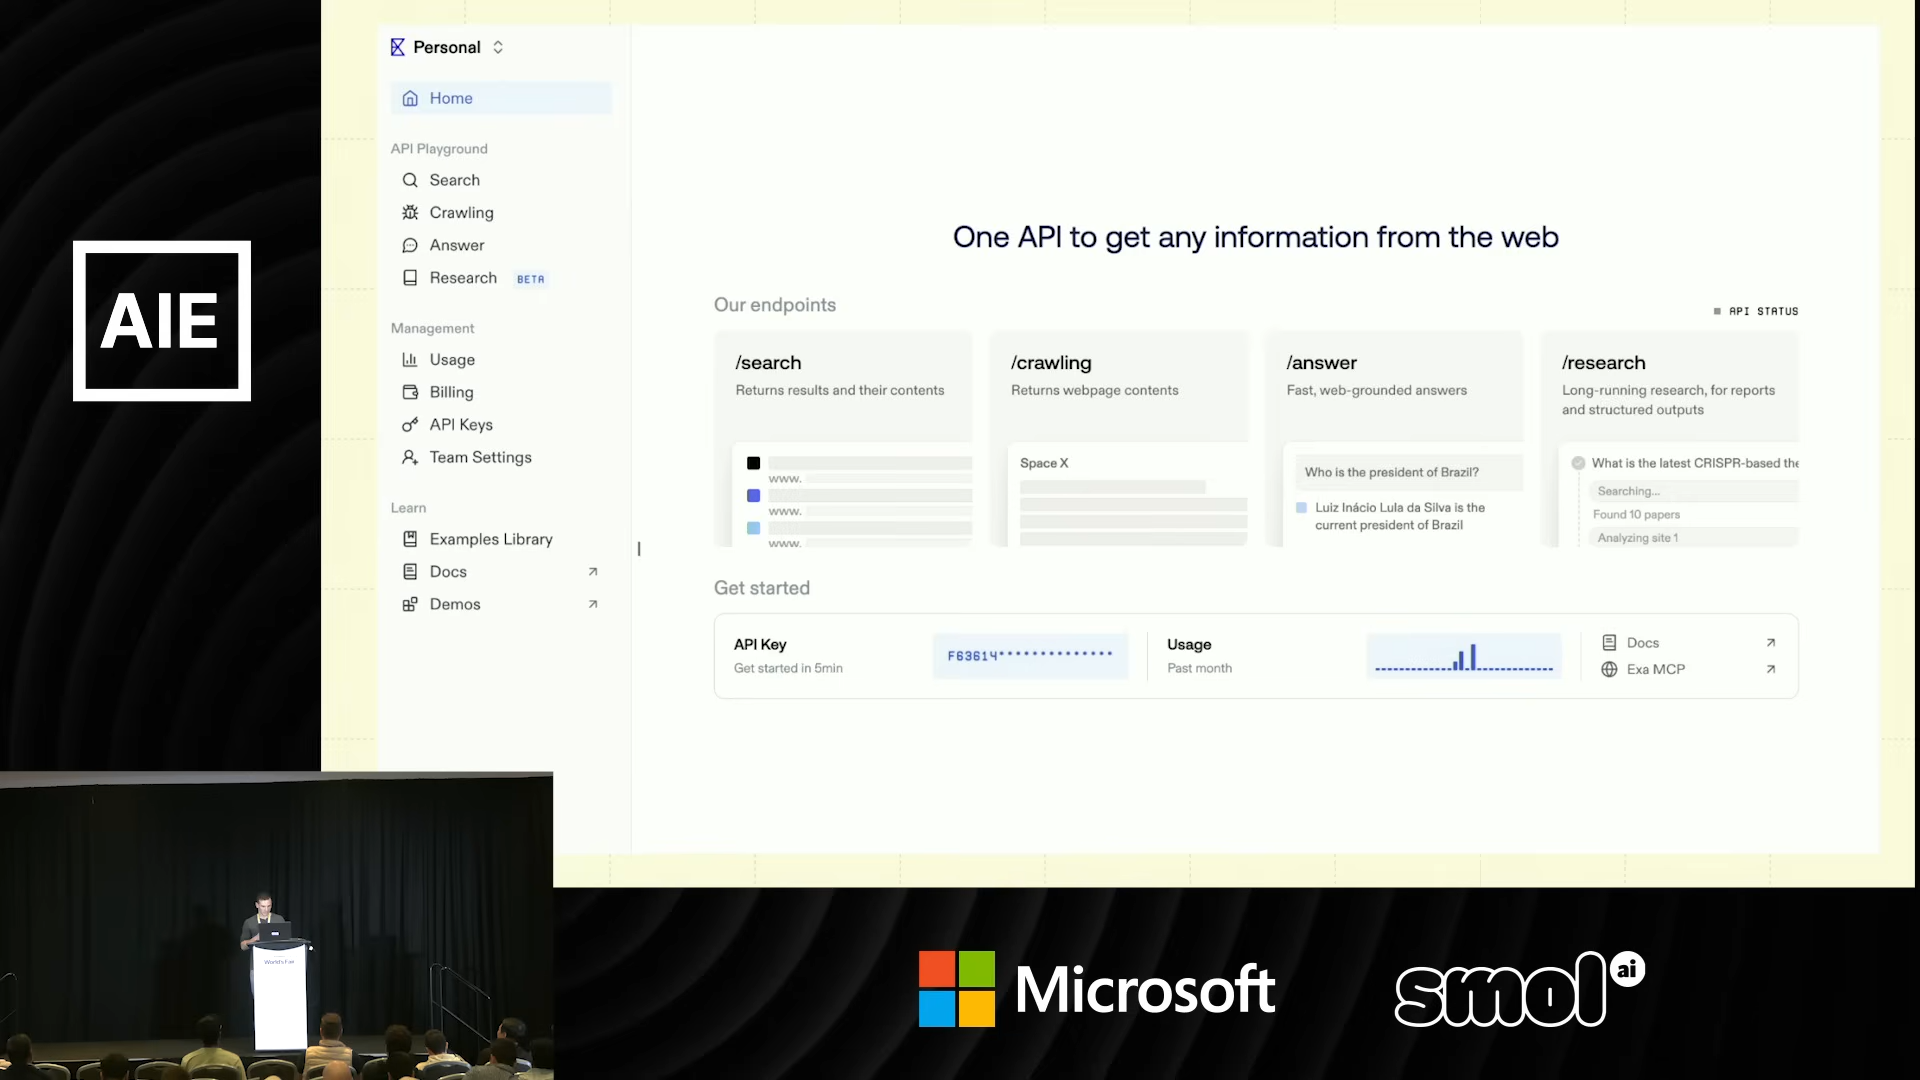 Personal
Home
API Playground
Search
Crawling
Answer
Research BETA
Management
Usage
Billing
API Keys
Team Settings
Learn
Examples Library
Docs
Demos
One API to get any information from the web
Our endpoints
API STATUS
/search
Returns results and their contents
www.
www.
www.
/crawling
Returns webpage contents
Space X
/answer
Fast, web-grounded answers
Who is the president of Brazil?
Luiz Inácio Lula da Silva is the
current president of Brazil
/research
Long-running research, for reports
and structured outputs
What is the latest CRISPR-based the
Searching...
Found 10 papers
Analyzing site 1
Get started
API Key
Get started in 5min
F63614**************
Usage
Past month
Docs
Exa MCP
AIE
World's Fair
Microsoft
smol ai